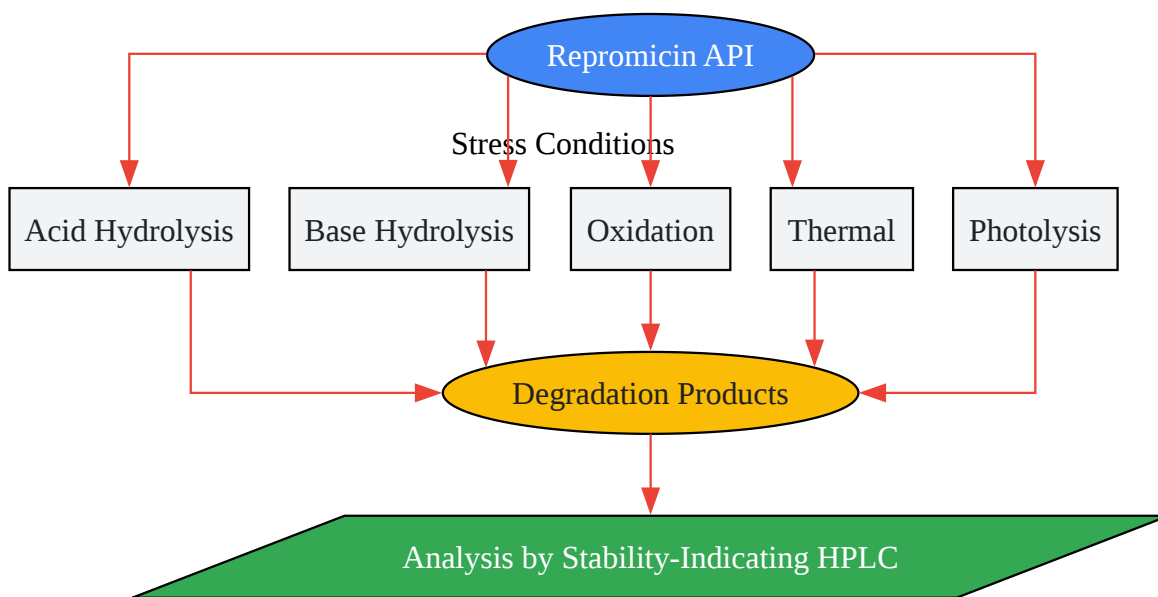 Repromicin API
Stress Conditions
Acid Hydrolysis
Base Hydrolysis
Oxidation
Thermal
Photolysis
Degradation Products
Analysis by Stability-Indicating HPLC